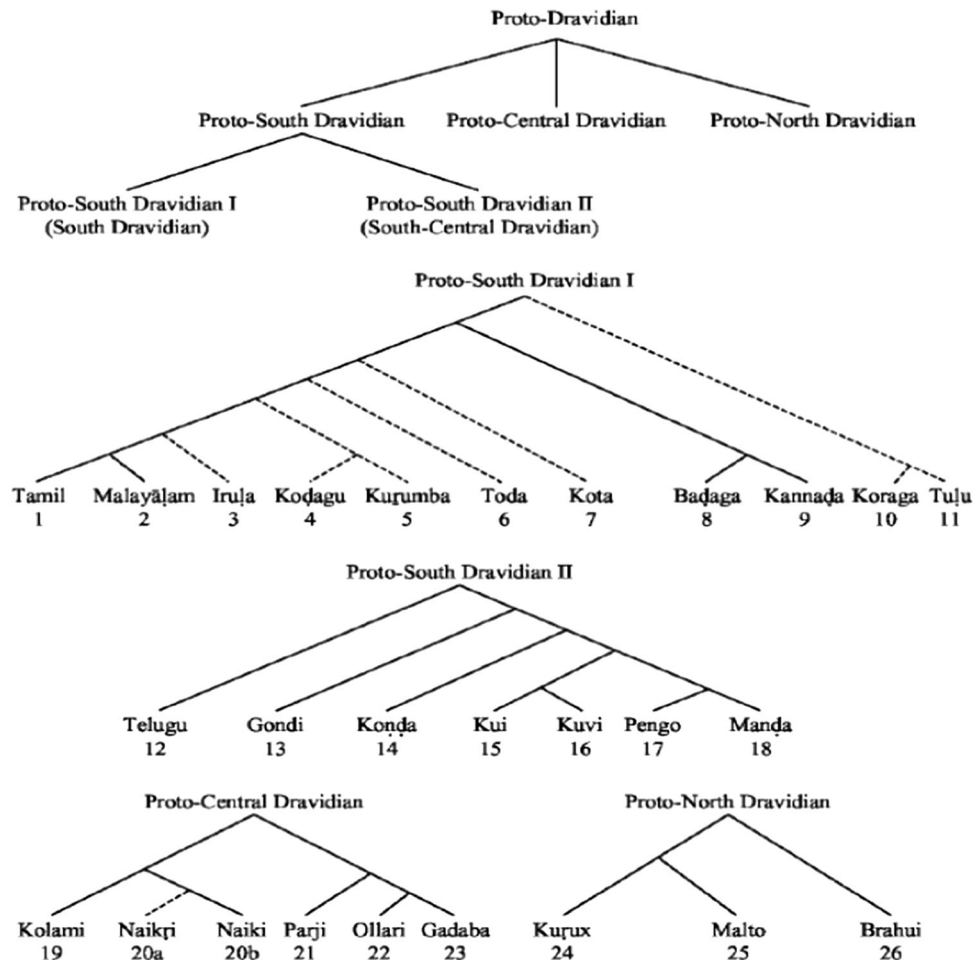 Proto-Dravidian
Proto-South Dravidian Proto-Central Dravidian Proto-North Dravidian
Proto-South Dravidian I Proto-South Dravidian II
(South Dravidian) (South-Central Dravidian)
Proto-South Dravidian I
Tamil Malayāḷam Iruḷa Koḍagu Kuṟumba Toda Kota Baḍaga Kannaḍa Koraga Tuḷu
1 2 3 4 5 6 7 8 9 10 11
Proto-South Dravidian II
Telugu Gondi Konḍa Kui Kuvi Pengo Manḍa
12 13 14 15 16 17 18
Proto-Central Dravidian Proto-North Dravidian
Kolami Naikṛi Naiki Parji Ollari Gadaba Kuṛux Malto Brahui
19 20a 20b 21 22 23 24 25 26